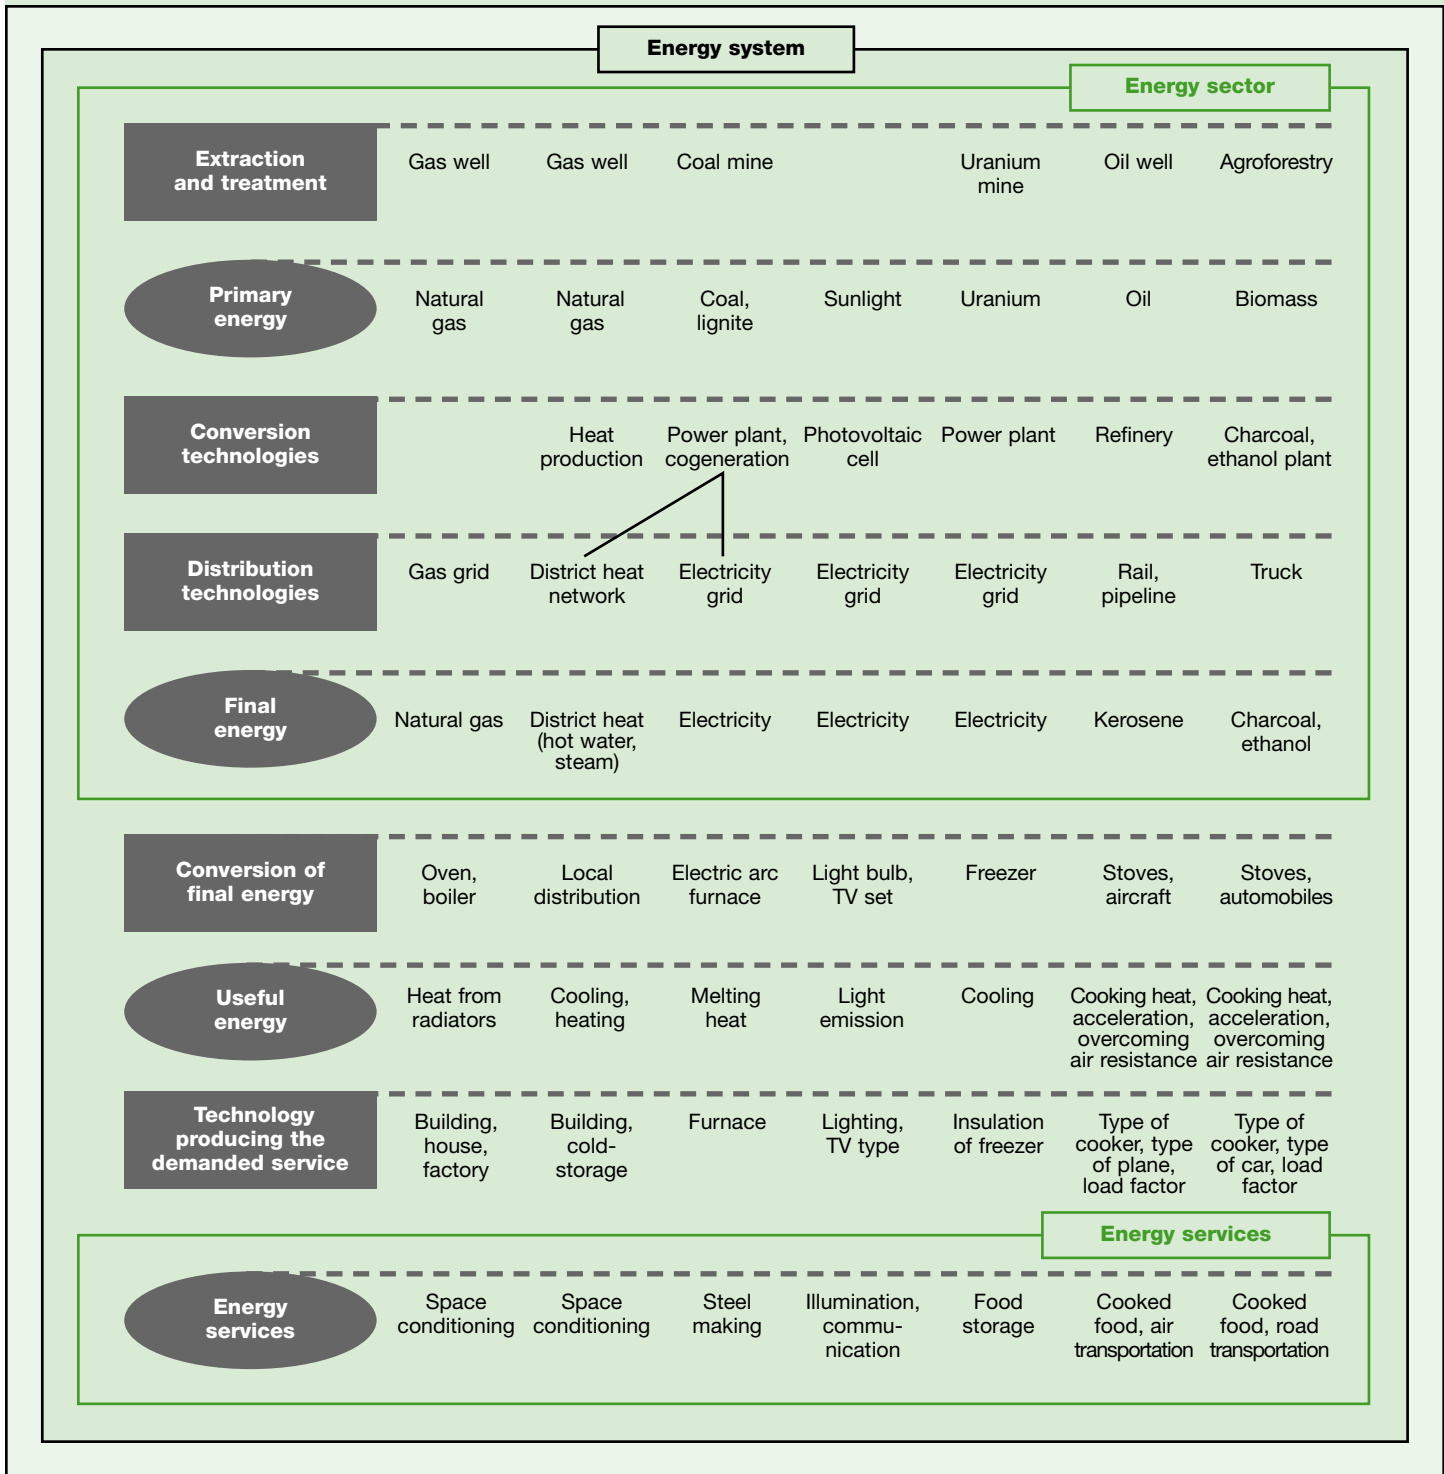 Energy system
Energy sector
Extraction
and treatment
Gas well
Gas well
Coal mine
Uranium
mine
Oil well
Agroforestry
Primary
energy
Natural
gas
Natural
gas
Coal,
lignite
Sunlight
Uranium
Oil
Biomass
Conversion
technologies
Heat
production
Power plant,
cogeneration
Photovoltaic
cell
Power plant
Refinery
Charcoal,
ethanol plant
Distribution
technologies
Gas grid
District heat
network
Electricity
grid
Electricity
grid
Electricity
grid
Rail,
pipeline
Truck
Final
energy
Natural gas
District heat
(hot water,
steam)
Electricity
Electricity
Electricity
Kerosene
Charcoal,
ethanol
Conversion of
final energy
Oven,
boiler
Local
distribution
Electric arc
furnace
Light bulb,
TV set
Freezer
Stoves,
aircraft
Stoves,
automobiles
Useful
energy
Heat from
radiators
Cooling,
heating
Melting
heat
Light
emission
Cooling
Cooking heat,
acceleration,
overcoming
air resistance
Cooking heat,
acceleration,
overcoming
air resistance
Technology
producing the
demanded service
Building,
house,
factory
Building,
cold-
storage
Furnace
Lighting,
TV type
Insulation
of freezer
Type of
cooker, type
of plane,
load factor
Type of
cooker, type
of car, load
factor
Energy services
Energy
services
Space
conditioning
Space
conditioning
Steel
making
Illumination,
commu-
nication
Food
storage
Cooked
food, air
transportation
Cooked
food, road
transportation